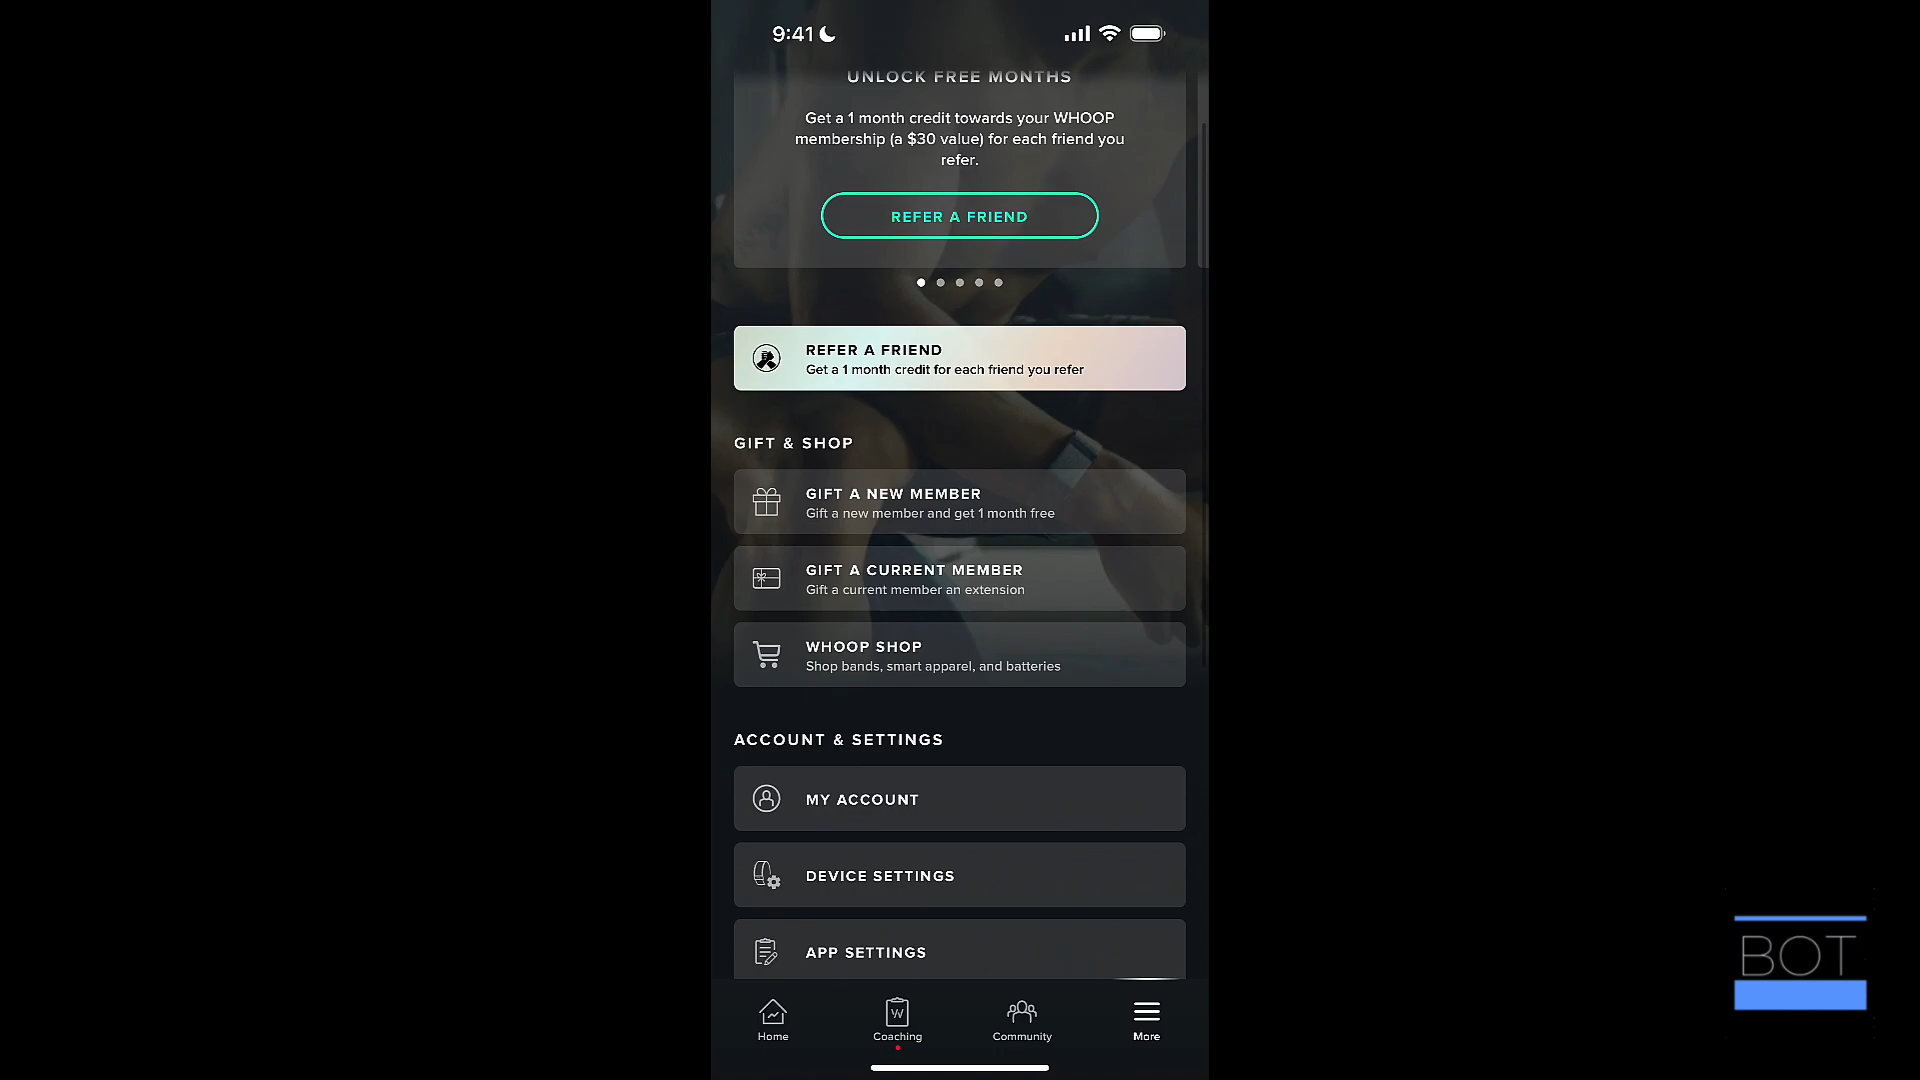 9:41
UNLOCK FREE MONTHS
Get a 1 month credit towards your WHOOP
membership (a $30 value) for each friend you
refer.
REFER A FRIEND
REFER A FRIEND
Get a 1 month credit for each friend you refer
GIFT & SHOP
GIFT A NEW MEMBER
Gift a new member and get 1 month free
GIFT A CURRENT MEMBER
Gift a current member an extension
WHOOP SHOP
Shop bands, smart apparel, and batteries
ACCOUNT & SETTINGS
MY ACCOUNT
DEVICE SETTINGS
APP SETTINGS
W
Home
Coaching
Community
More
BOT